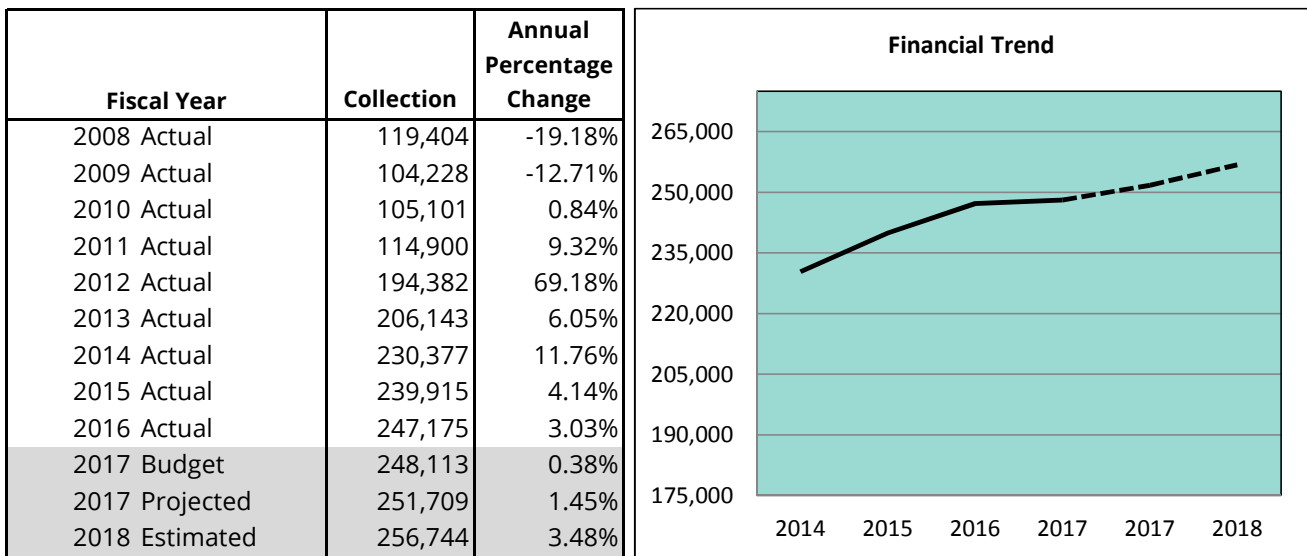 Annual
Percentage
Fiscal Year Collection Change
2008 Actual 119,404 -19.18%
2009 Actual 104,228 -12.71%
2010 Actual 105,101 0.84%
2011 Actual 114,900 9.32%
2012 Actual 194,382 69.18%
2013 Actual 206,143 6.05%
2014 Actual 230,377 11.76%
2015 Actual 239,915 4.14%
2016 Actual 247,175 3.03%
2017 Budget 248,113 0.38%
2017 Projected 251,709 1.45%
2018 Estimated 256,744 3.48%
Financial Trend
265,000
250,000
235,000
220,000
205,000
190,000
175,000
2014 2015 2016 2017 2017 2018